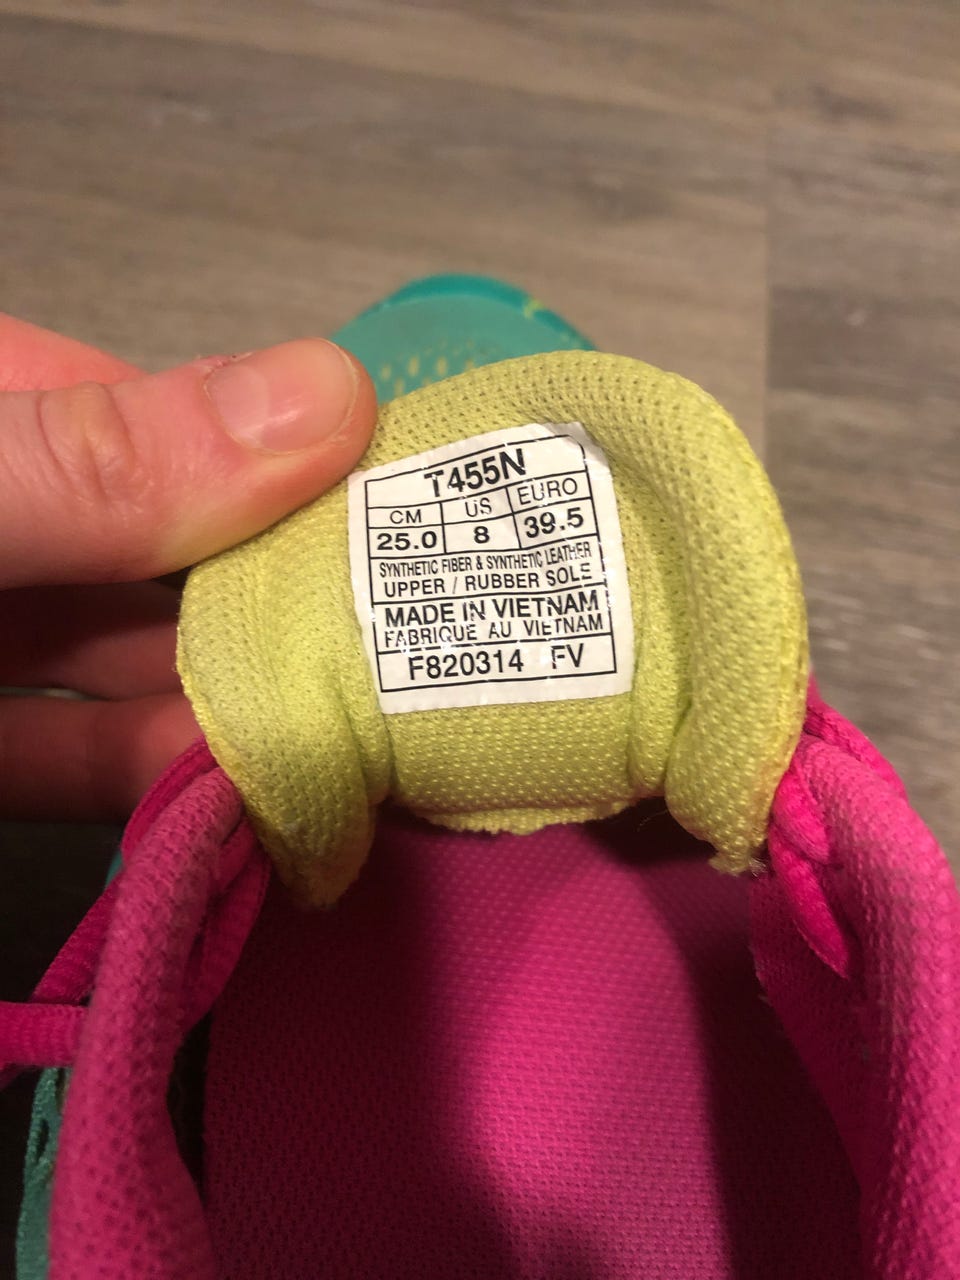 T455N
CM US EURO
25.0 8 39.5
SYNTHETIC FIBER & SYNTHETIC LEATHER
UPPER / RUBBER SOLE
MADE IN VIETNAM
FABRIQUE AU VIETNAM
F820314 FV